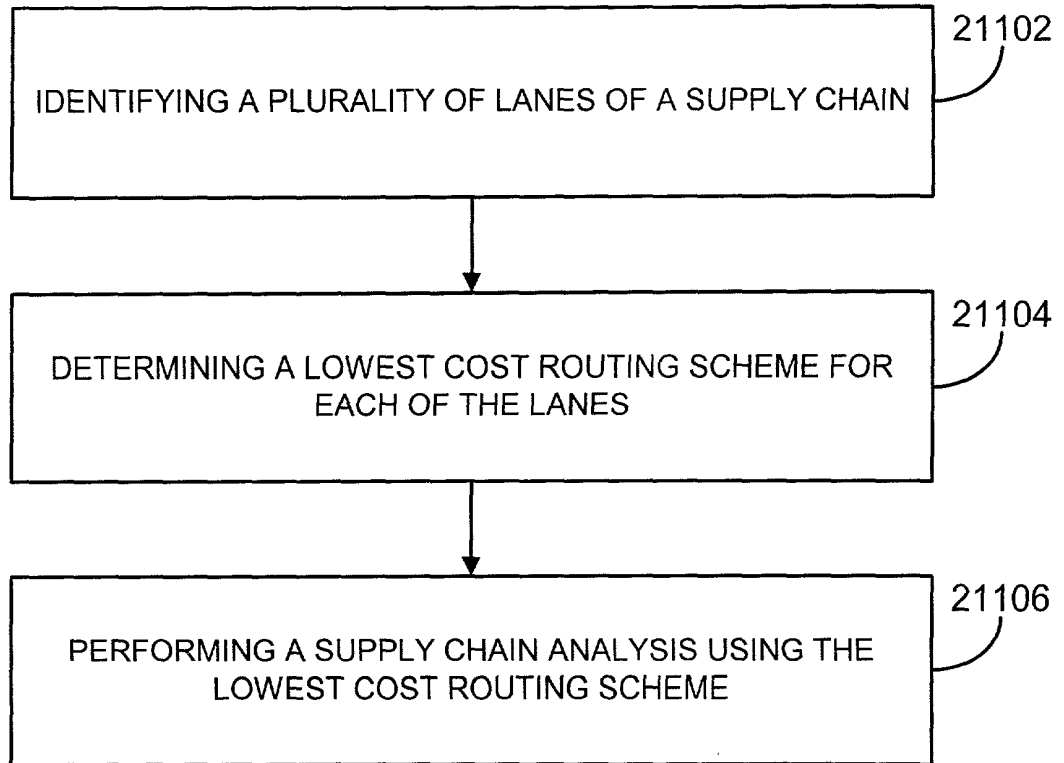 21102
IDENTIFYING A PLURALITY OF LANES OF A SUPPLY CHAIN
21104
DETERMINING A LOWEST COST ROUTING SCHEME FOR
EACH OF THE LANES
21106
PERFORMING A SUPPLY CHAIN ANALYSIS USING THE
LOWEST COST ROUTING SCHEME